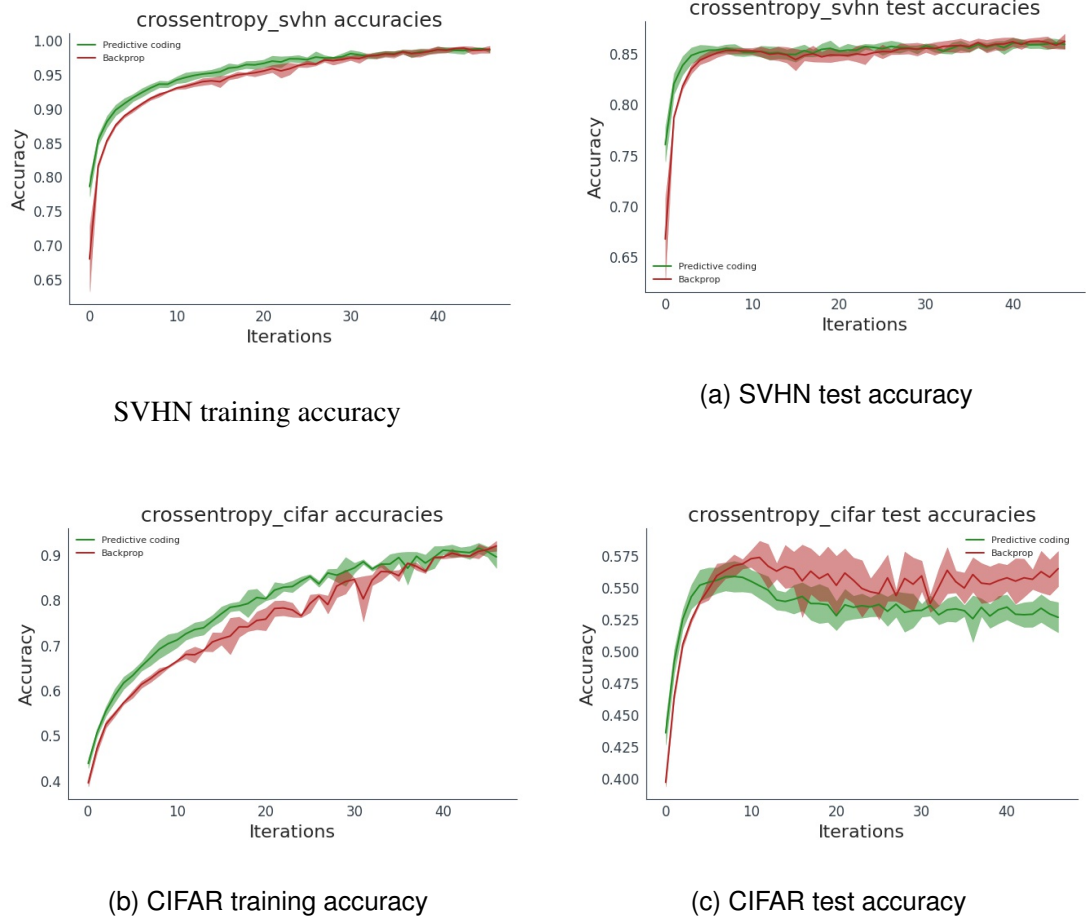 crossentropy_svhn accuracies
Predictive coding
Backprop
1.00
0.95
0.90
0.85
0.80
0.75
0.70
0.65
Accuracy
0 10 20 30 40
Iterations
SVHN training accuracy
crossentropy_svhn test accuracies
0.85
0.80
0.75
0.70
0.65
Accuracy
Predictive coding
Backprop
0 10 20 30 40
Iterations
(a) SVHN test accuracy
crossentropy_cifar accuracies
Predictive coding
Backprop
0.9
0.8
0.7
0.6
0.5
0.4
Accuracy
0 10 20 30 40
Iterations
(b) CIFAR training accuracy
crossentropy_cifar test accuracies
Predictive coding
Backprop
0.575
0.550
0.525
0.500
0.475
0.450
0.425
0.400
Accuracy
0 10 20 30 40
Iterations
(c) CIFAR test accuracy